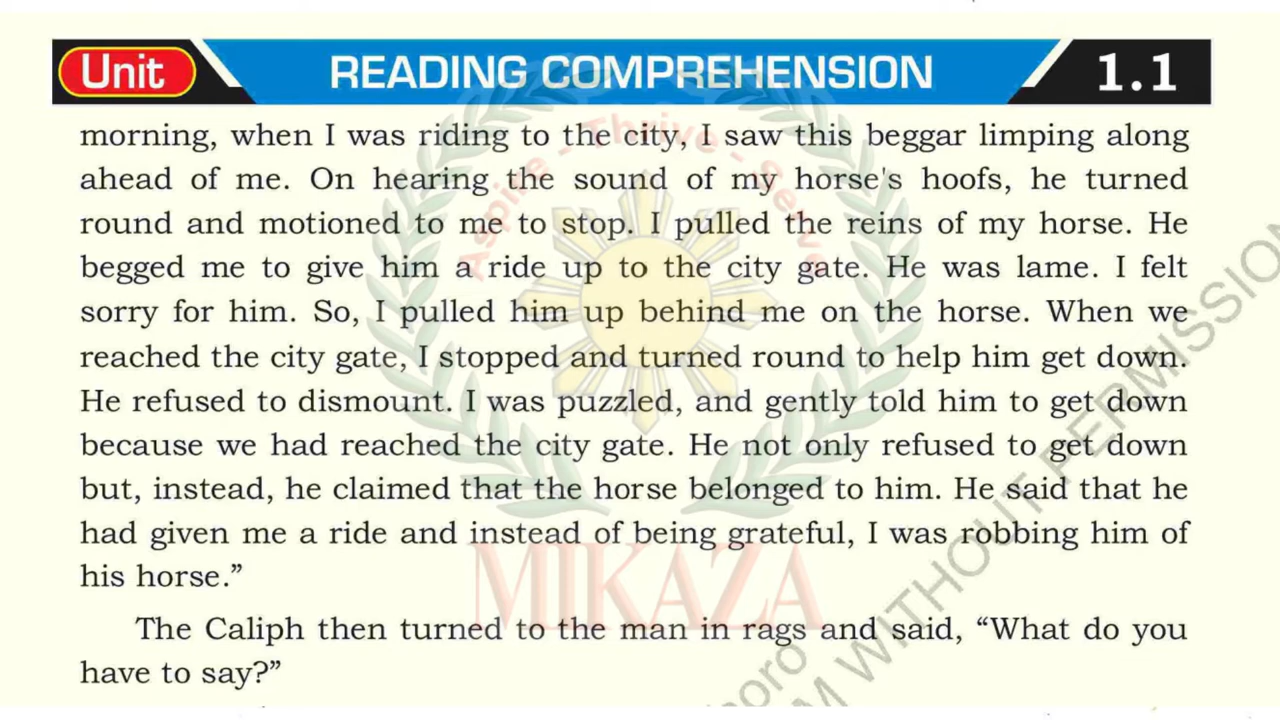 Unit READING COMPREHENSION 1.1
morning, when I was riding to the city, I saw this beggar limping along
ahead of me. On hearing the sound of my horse's hoofs, he turned
round and motioned to me to stop. I pulled the reins of my horse. He
begged me to give him a ride up to the city gate. He was lame. I felt
sorry for him. So, I pulled him up behind me on the horse. When we
reached the city gate, I stopped and turned round to help him get down.
He refused to dismount. I was puzzled, and gently told him to get down
because we had reached the city gate. He not only refused to get down
but, instead, he claimed that the horse belonged to him. He said that he
had given me a ride and instead of being grateful, I was robbing him of
his horse.”
The Caliph then turned to the man in rags and said, “What do you
have to say?”
Aspire - Thrive - Serve
MIKAZA
WITHOUT PERMISSION